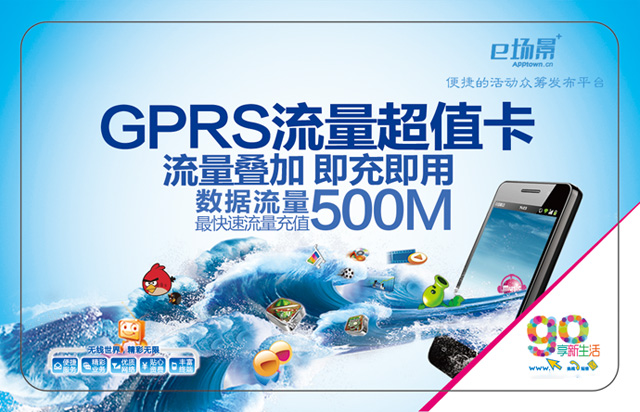 e场景+
APPtown.cn
便捷的活动众筹发布平台
GPRS流量超值卡
流量叠加 即充即用
数据流量
最快速流量充值
500M
无线世界 精彩无限
go
享新生活
www.